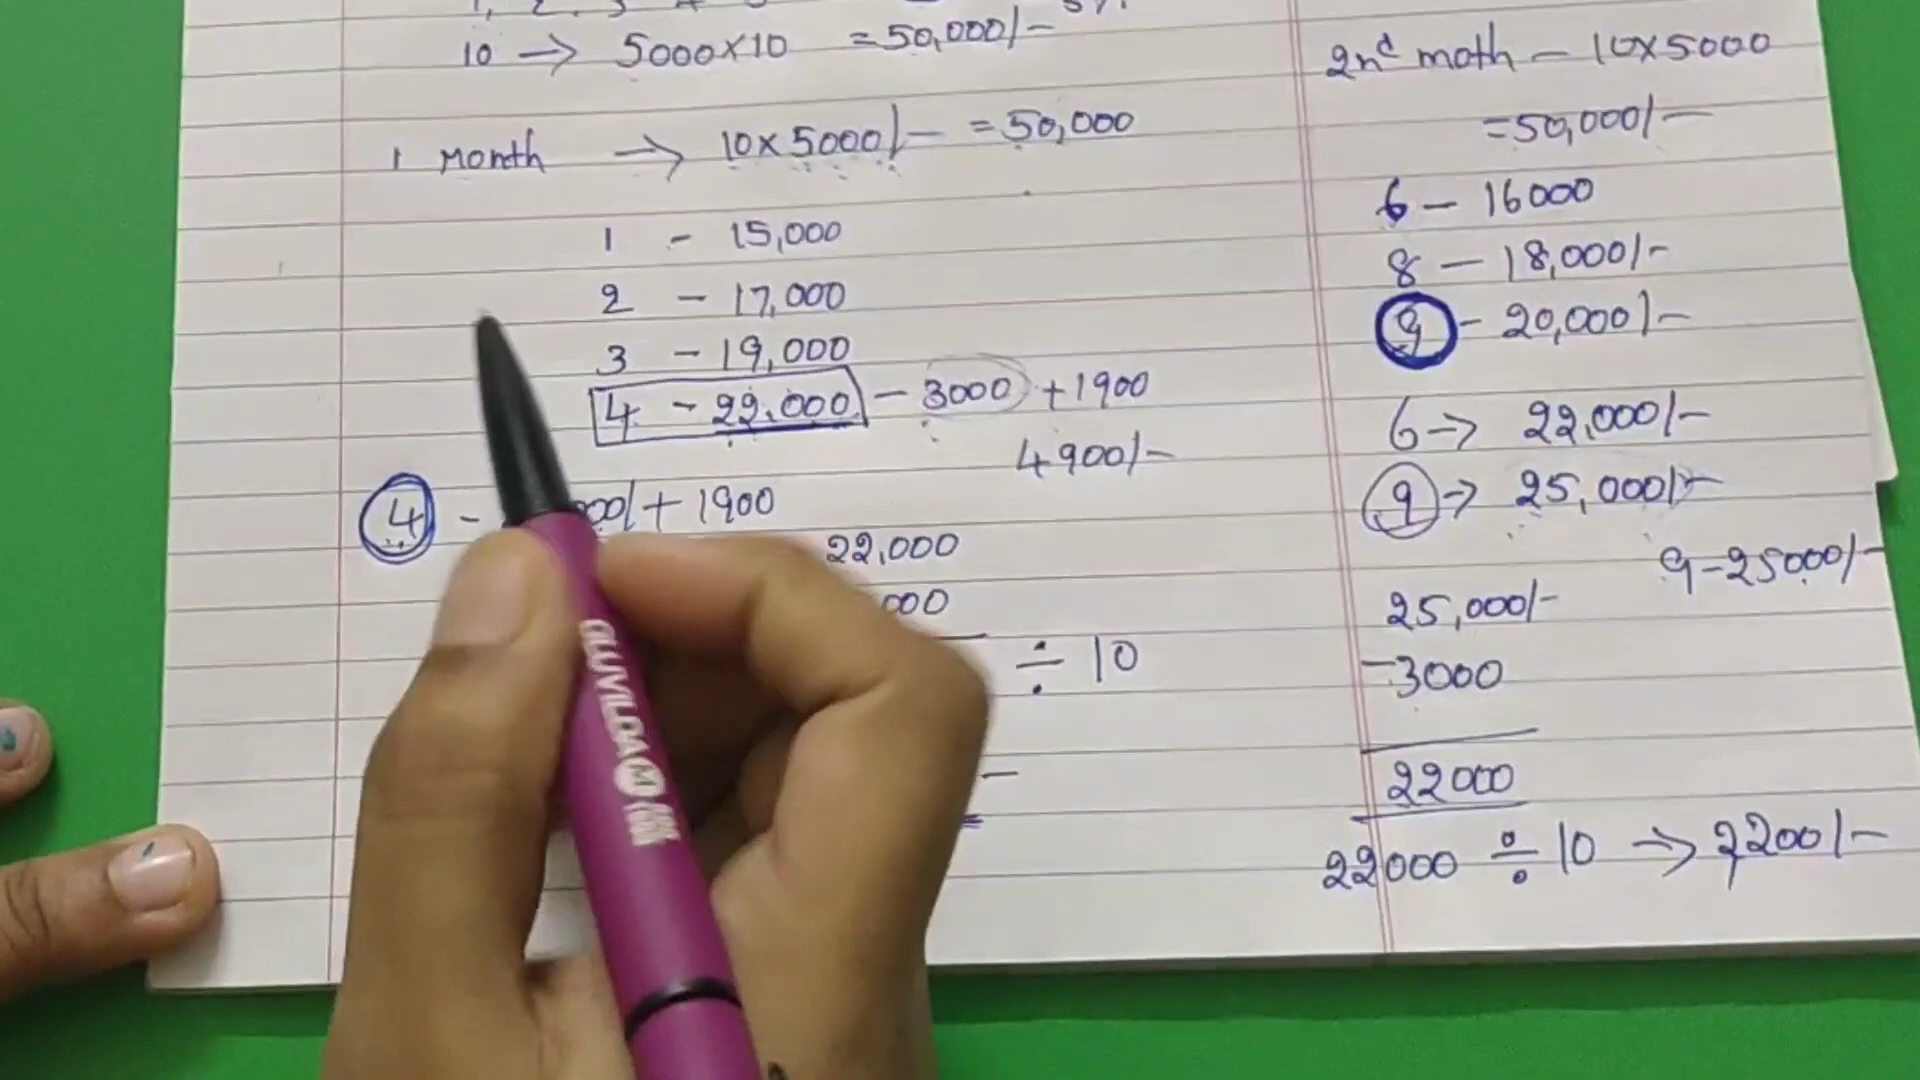 10 → 5000×10 =50,000/-
1 Month → 10×5000/- =50,000
1 - 15,000
2 - 17,000
3 - 19,000
4 - 22,000 - 3000 + 1900
4900/-
4 - 000/+ 1900
22,000
000
÷ 10
-
2nd moth - 10×5000
=50,000/-
6 - 16000
8 - 18,000/-
9 - 20,000/-
6→ 22,000/-
9→ 25,000/-
9-25000/-
25,000/-
-3000
22000
22000 ÷ 10 → 2200/-